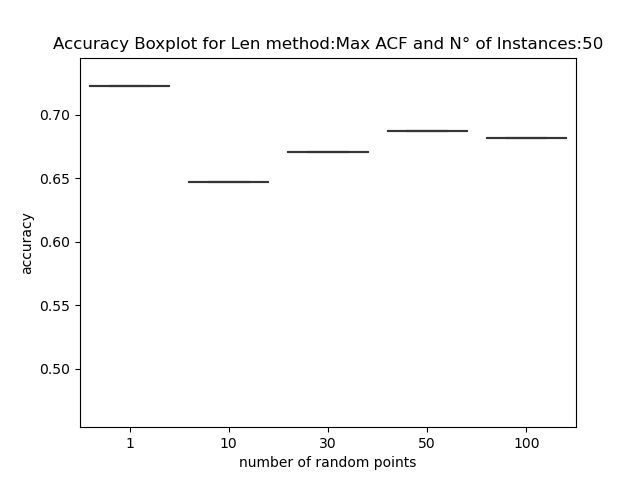 Accuracy Boxplot for Len method:Max ACF and N° of Instances:50
0.70
0.65
0.60
0.55
0.50
accuracy
1 10 30 50 100
number of random points